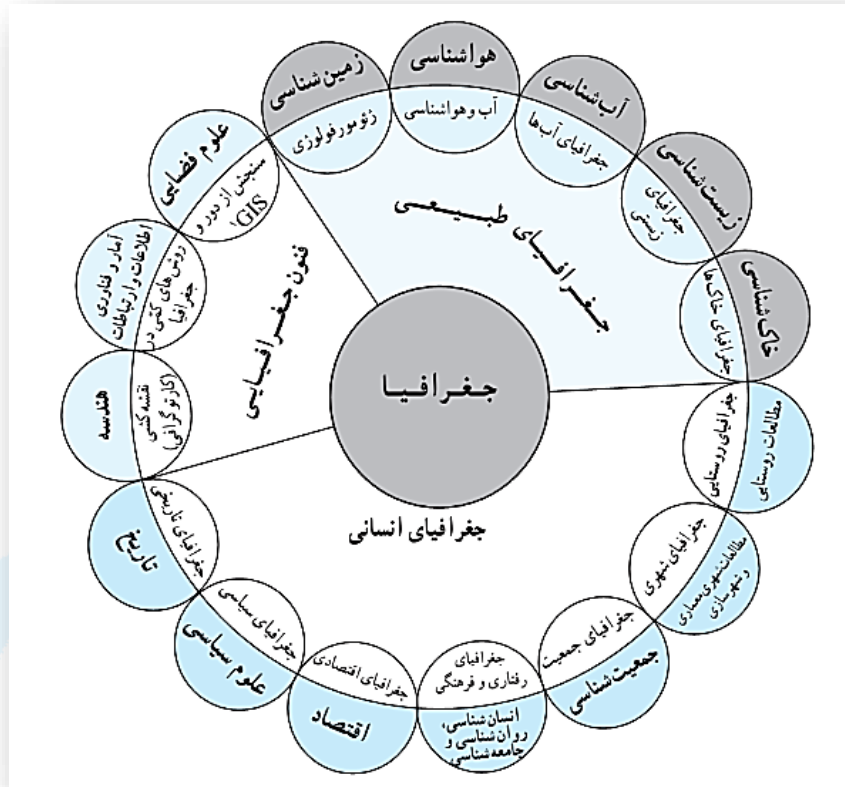 جغرافیا
جغرافیای طبیعی
زمین‌شناسی
ژئومورفولوژی
هواشناسی
آب و هواشناسی
آب‌شناسی
جغرافیای آب‌ها
زیست‌شناسی
جغرافیای
زیستی
خاک‌شناسی
جغرافیای خاک‌ها
جغرافیای انسانی
مطالعات روستایی
جغرافیای روستایی
مطالعات شهری معماری
و شهرسازی
جغرافیای شهری
جمعیت‌شناسی
جغرافیای جمعیت
جغرافیای
رفتاری و فرهنگی
انسان‌شناسی،
روان‌شناسی و
جامعه‌شناسی
جغرافیای اقتصادی
اقتصاد
جغرافیای سیاسی
علوم سیاسی
جغرافیای تاریخی
تاریخ
فنون جغرافیایی
هندسه
نقشه کشی
(کارتوگرافی)
آمار و فناوری
اطلاعات و ارتباطات
روش‌های کمّی در
جغرافیا
علوم فضایی
سنجش از دور و
GIS¹